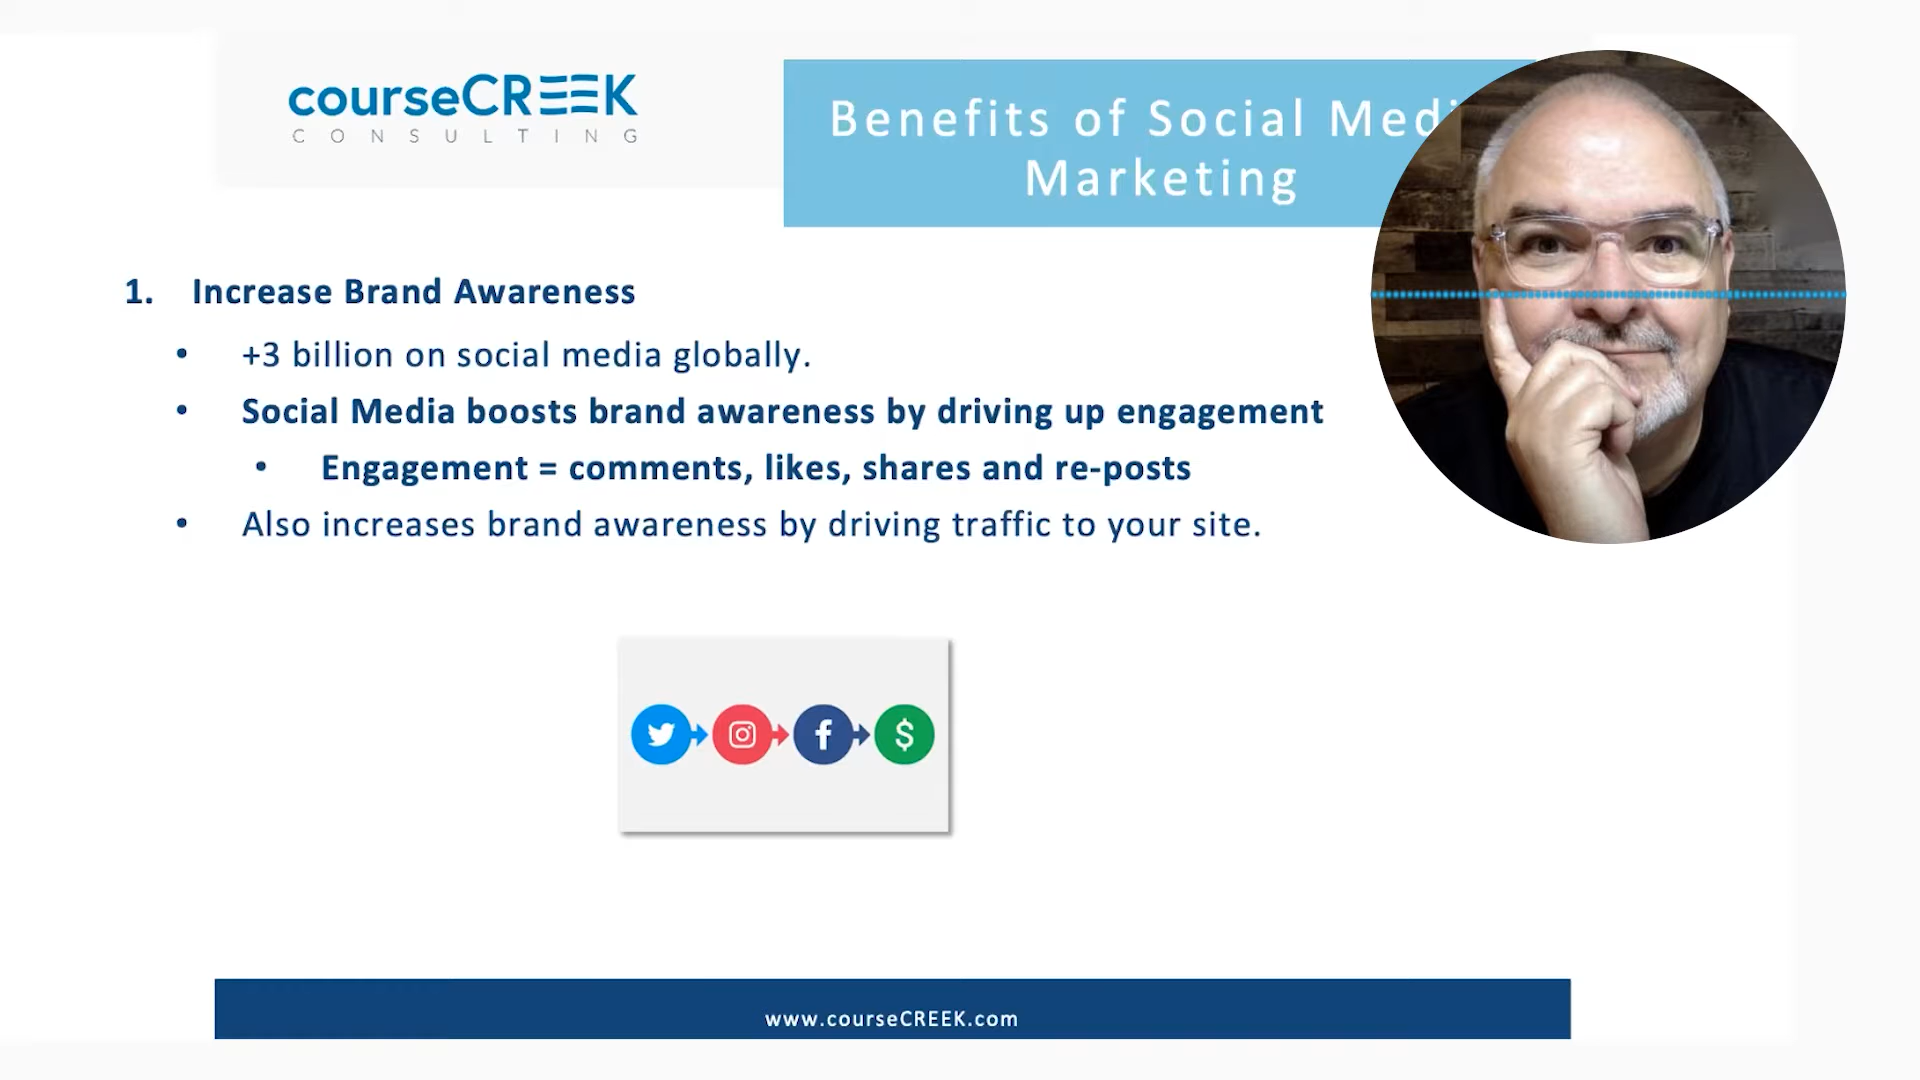 courseCREEK
CONSULTING
Benefits of Social Medi
Marketing
1. Increase Brand Awareness
• +3 billion on social media globally.
• Social Media boosts brand awareness by driving up engagement
• Engagement = comments, likes, shares and re-posts
• Also increases brand awareness by driving traffic to your site.
f $
www.courseCREEK.com